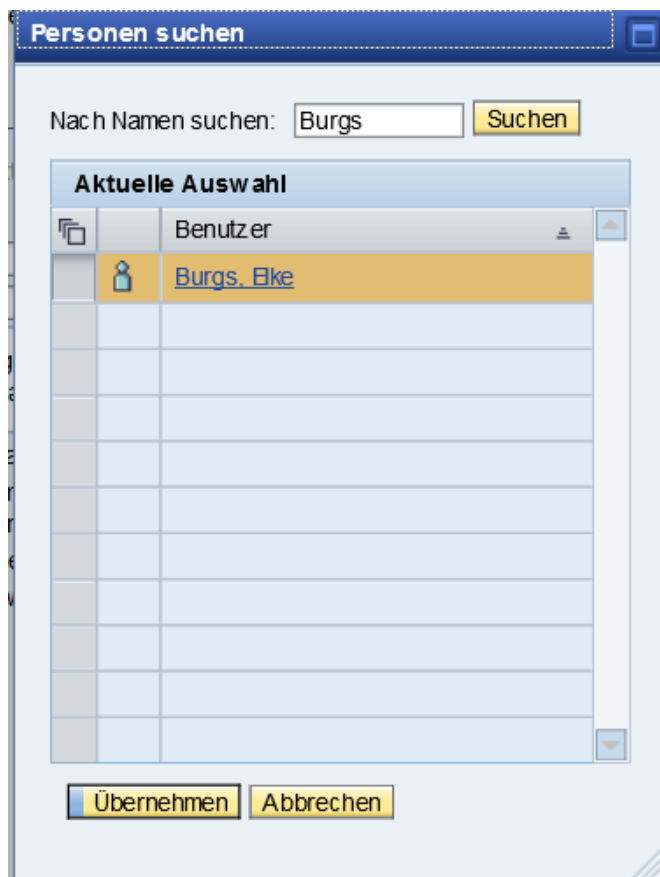 Personen suchen
Nach Namen suchen: Burgs Suchen
Aktuelle Auswahl
Benutzer
Burgs, Elke
Übernehmen Abbrechen